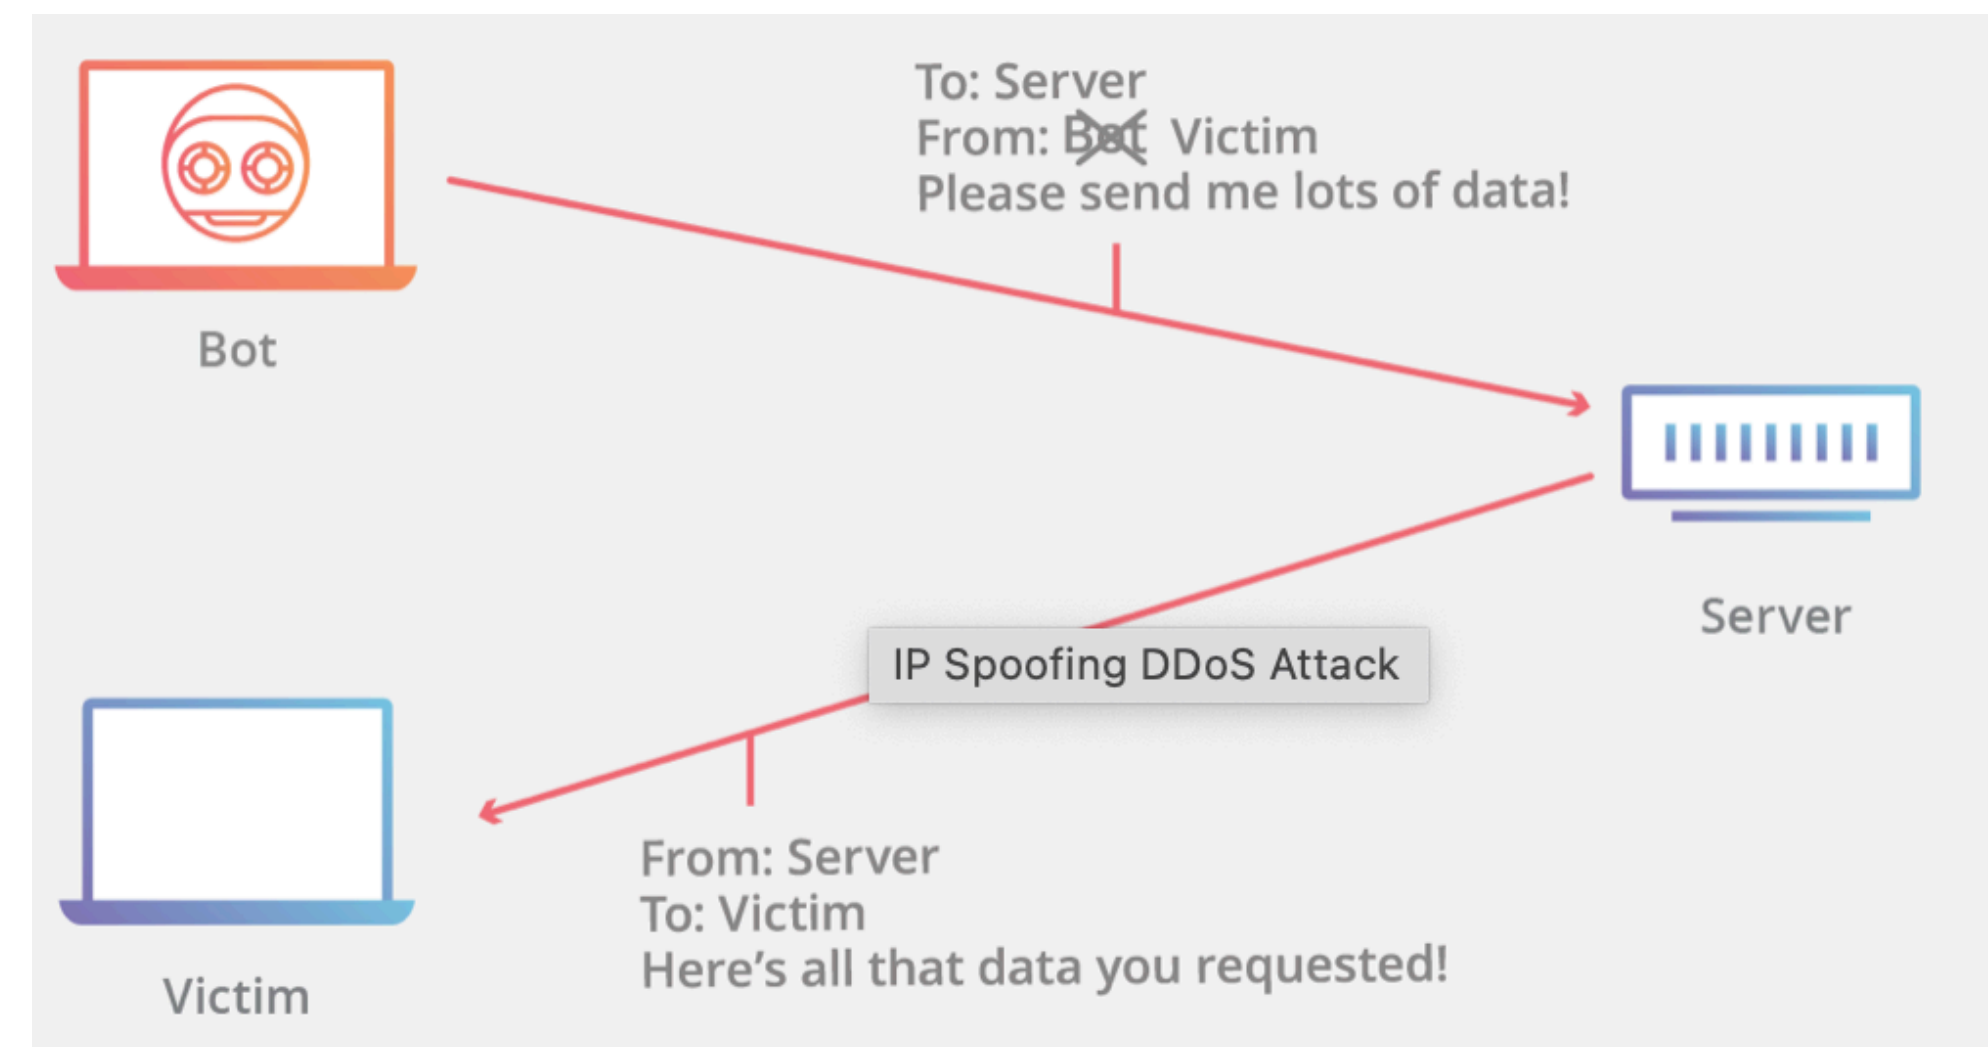 To: Server
From: Bot Victim
Please send me lots of data!
Bot
Server
IP Spoofing DDoS Attack
From: Server
To: Victim
Here's all that data you requested!
Victim